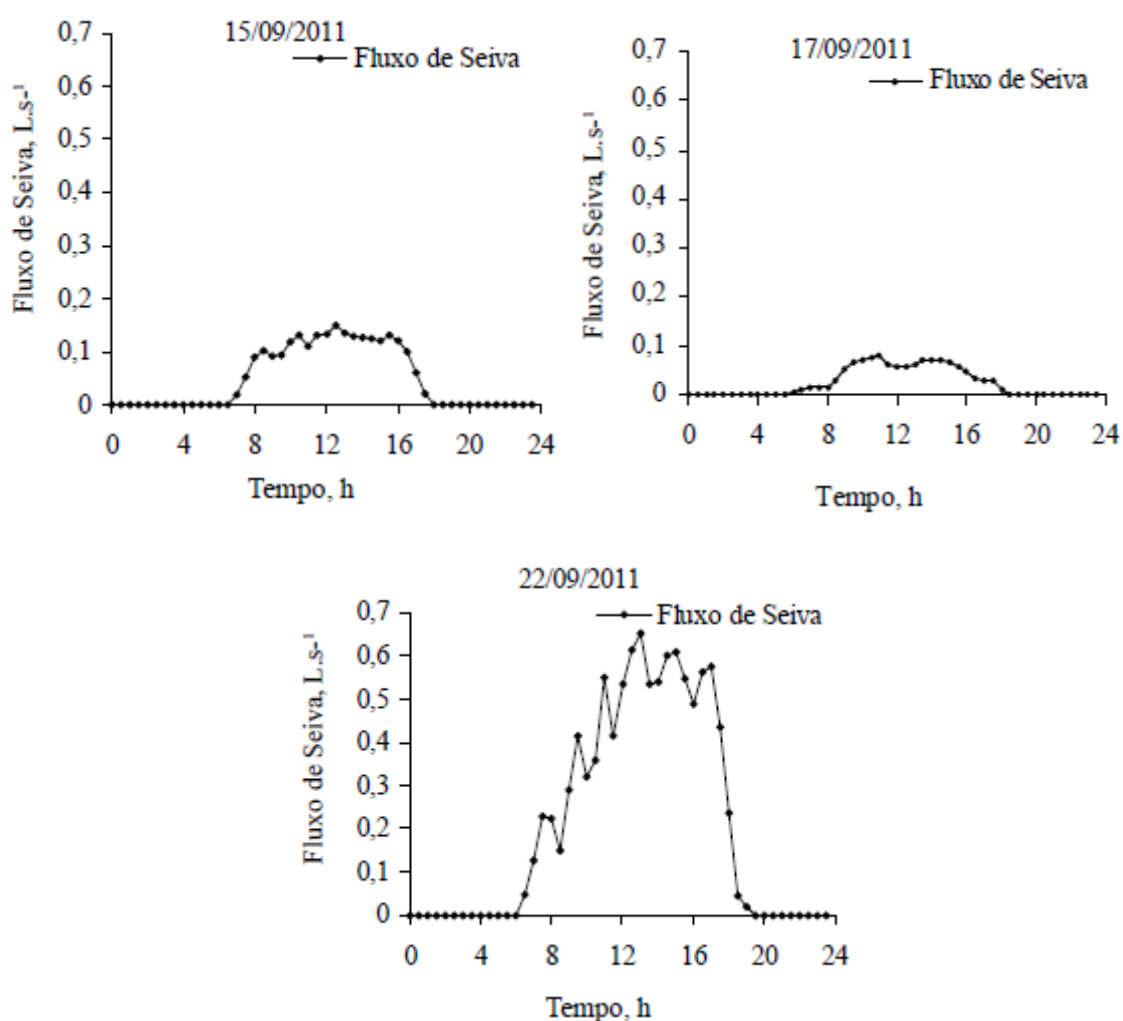 15/09/2011
Fluxo de Seiva
Fluxo de Seiva, L.s-¹
0,7
0,6
0,5
0,4
0,3
0,2
0,1
0
0 4 8 12 16 20 24
Tempo, h
17/09/2011
Fluxo de Seiva
Fluxo de Seiva, L.s-¹
0,7
0,6
0,5
0,4
0,3
0,2
0,1
0
0 4 8 12 16 20 24
Tempo, h
22/09/2011
Fluxo de Seiva
Fluxo de Seiva, L.s-¹
0,7
0,6
0,5
0,4
0,3
0,2
0,1
0
0 4 8 12 16 20 24
Tempo, h